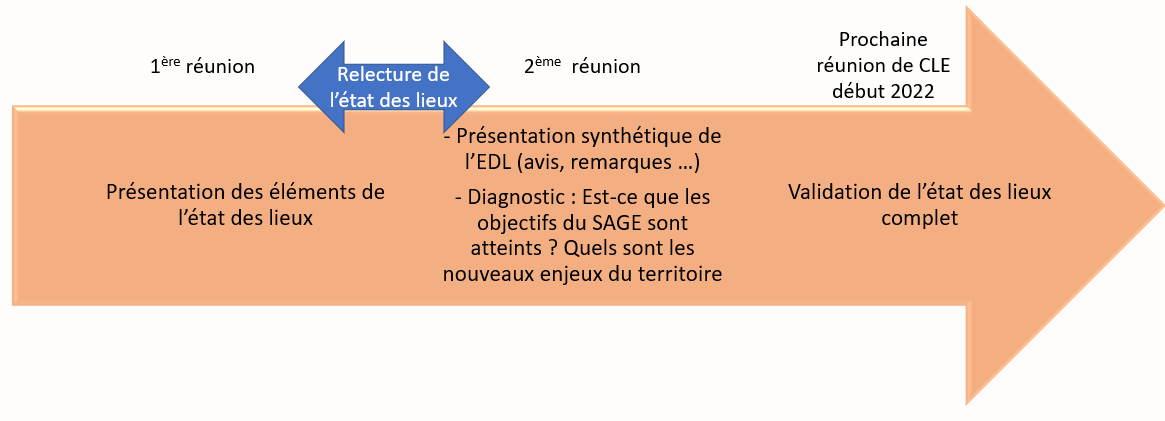 1ère réunion
Relecture de
l’état des lieux
2ème réunion
Prochaine
réunion de CLE
début 2022
Présentation des éléments de
l’état des lieux
- Présentation synthétique de
l’EDL (avis, remarques …)
- Diagnostic : Est-ce que les
objectifs du SAGE sont
atteints ? Quels sont les
nouveaux enjeux du territoire
Validation de l’état des lieux
complet